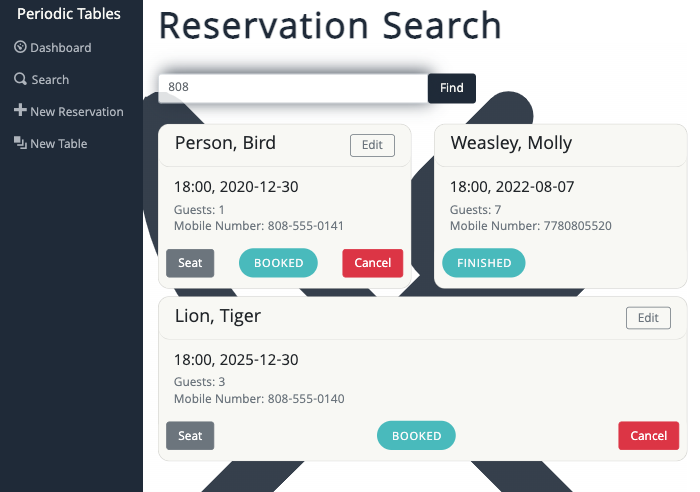 Periodic Tables
Dashboard
Search
New Reservation
New Table
Reservation Search
808
Find
Person, Bird
Edit
18:00, 2020-12-30
Guests: 1
Mobile Number: 808-555-0141
Seat
BOOKED
Cancel
Weasley, Molly
18:00, 2022-08-07
Guests: 7
Mobile Number: 7780805520
FINISHED
Lion, Tiger
Edit
18:00, 2025-12-30
Guests: 3
Mobile Number: 808-555-0140
Seat
BOOKED
Cancel